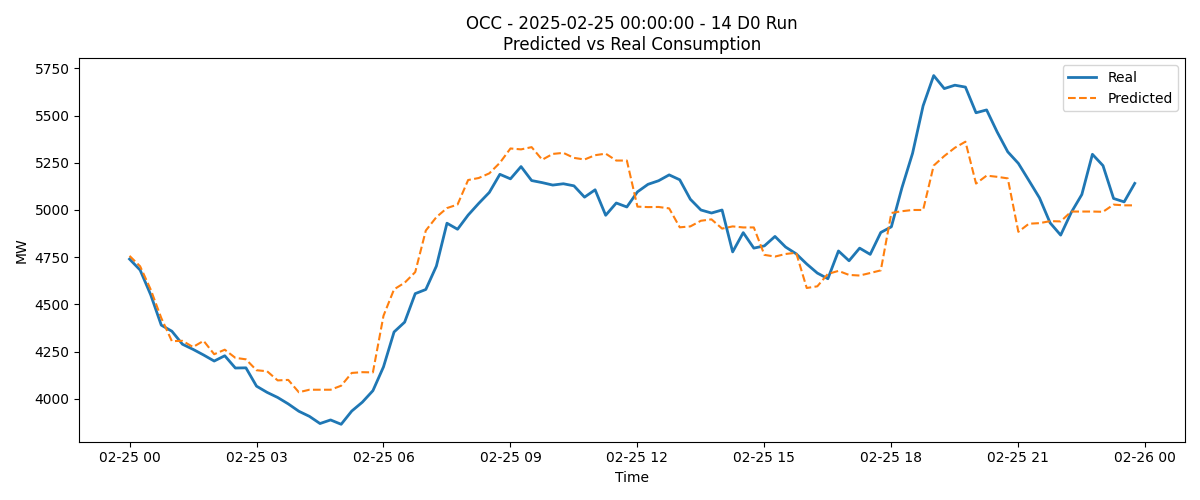 OCC - 2025-02-25 00:00:00 - 14 D0 Run
Predicted vs Real Consumption
Real
Predicted
MW
5750
5500
5250
5000
4750
4500
4250
4000
02-25 00
02-25 03
02-25 06
02-25 09
02-25 12
02-25 15
02-25 18
02-25 21
02-26 00
Time